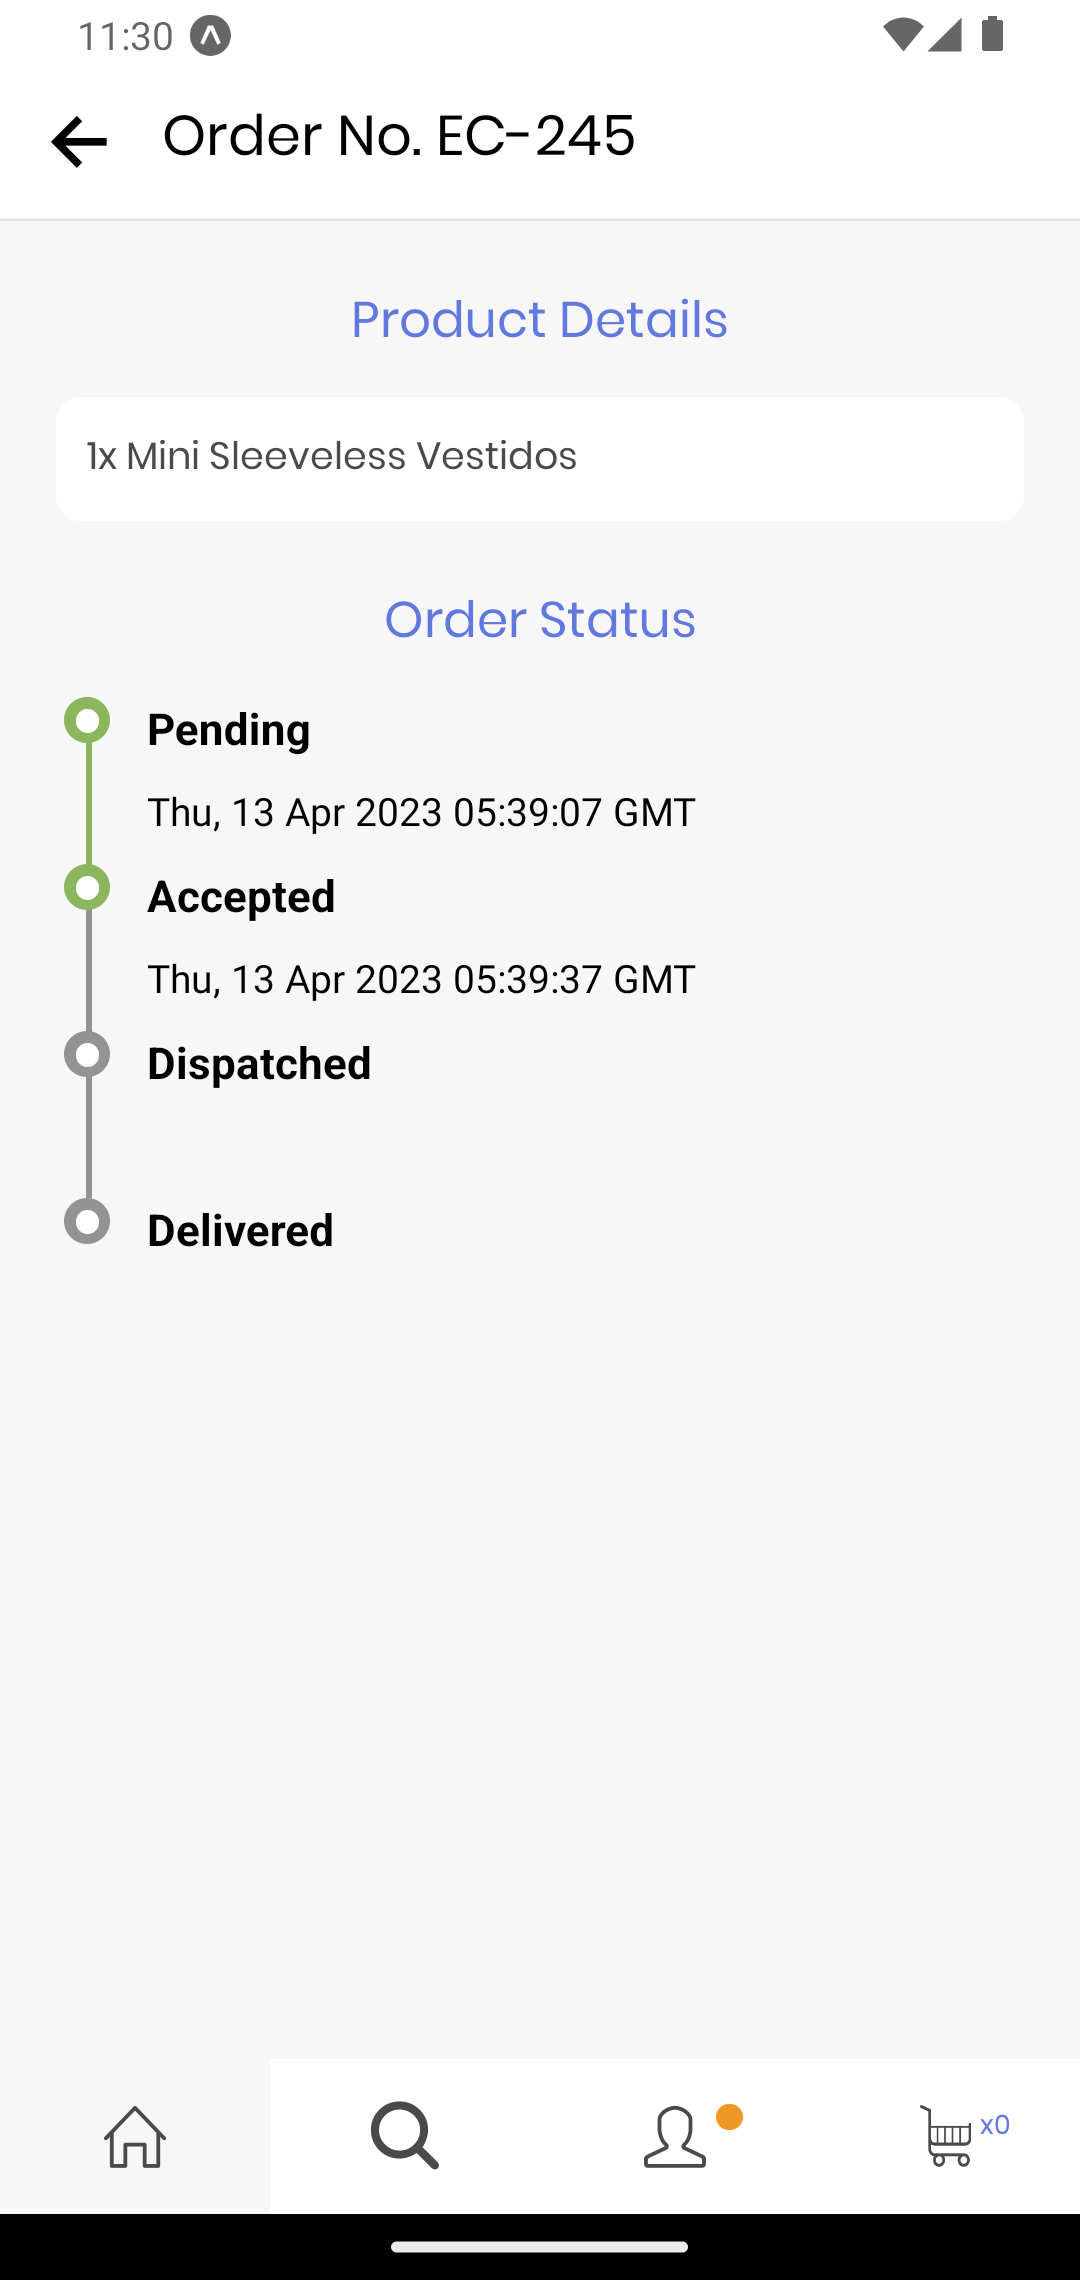 11:30
Order No. EC-245
Product Details
1x Mini Sleeveless Vestidos
Order Status
Pending
Thu, 13 Apr 2023 05:39:07 GMT
Accepted
Thu, 13 Apr 2023 05:39:37 GMT
Dispatched
Delivered
x0